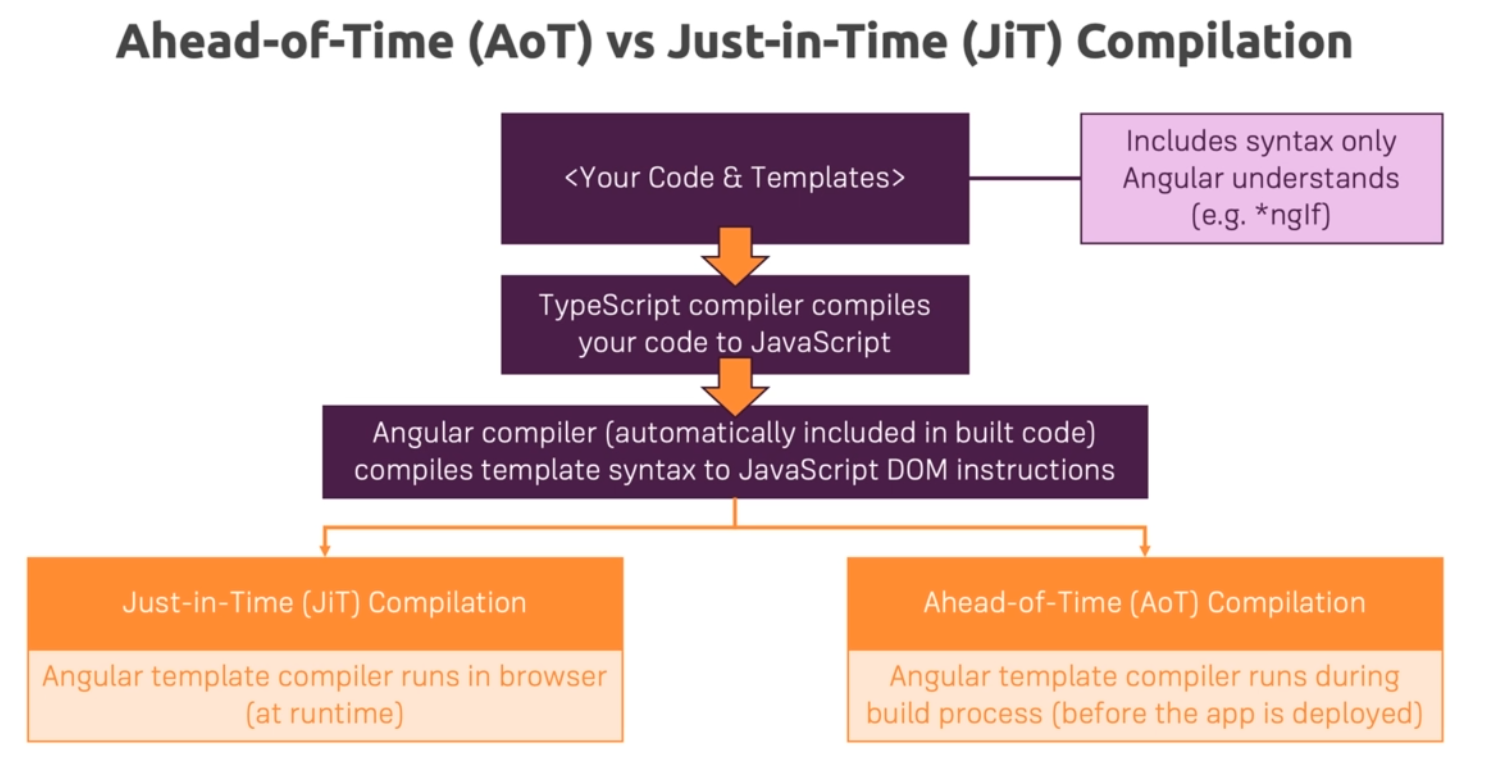 Ahead-of-Time (AoT) vs Just-in-Time (JiT) Compilation
<Your Code & Templates>
Includes syntax only
Angular understands
(e.g. *ngIf)
TypeScript compiler compiles
your code to JavaScript
Angular compiler (automatically included in built code)
compiles template syntax to JavaScript DOM instructions
Just-in-Time (JiT) Compilation
Angular template compiler runs in browser
(at runtime)
Ahead-of-Time (AoT) Compilation
Angular template compiler runs during
build process (before the app is deployed)